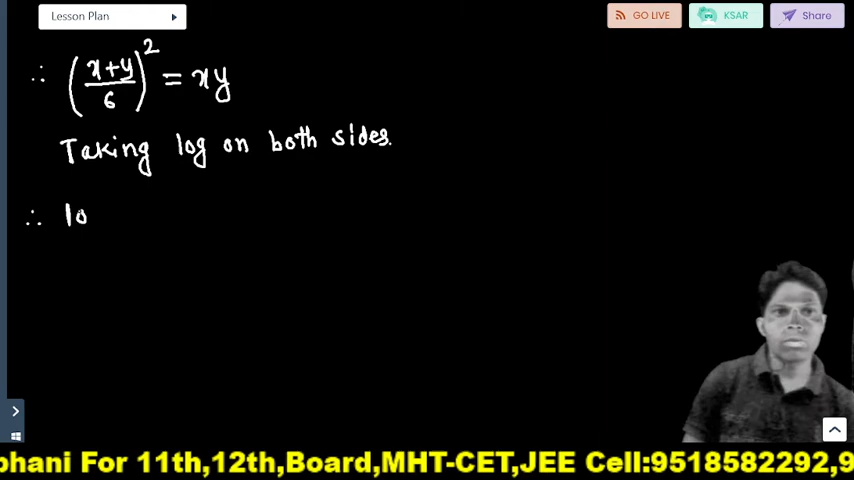 Lesson Plan
GO LIVE
KSAR
Share
∴ (x+y/6)^2 = xy
Taking log on both sides.
∴ lo
phani For 11th,12th,Board,MHT-CET,JEE Cell:9518582292,9